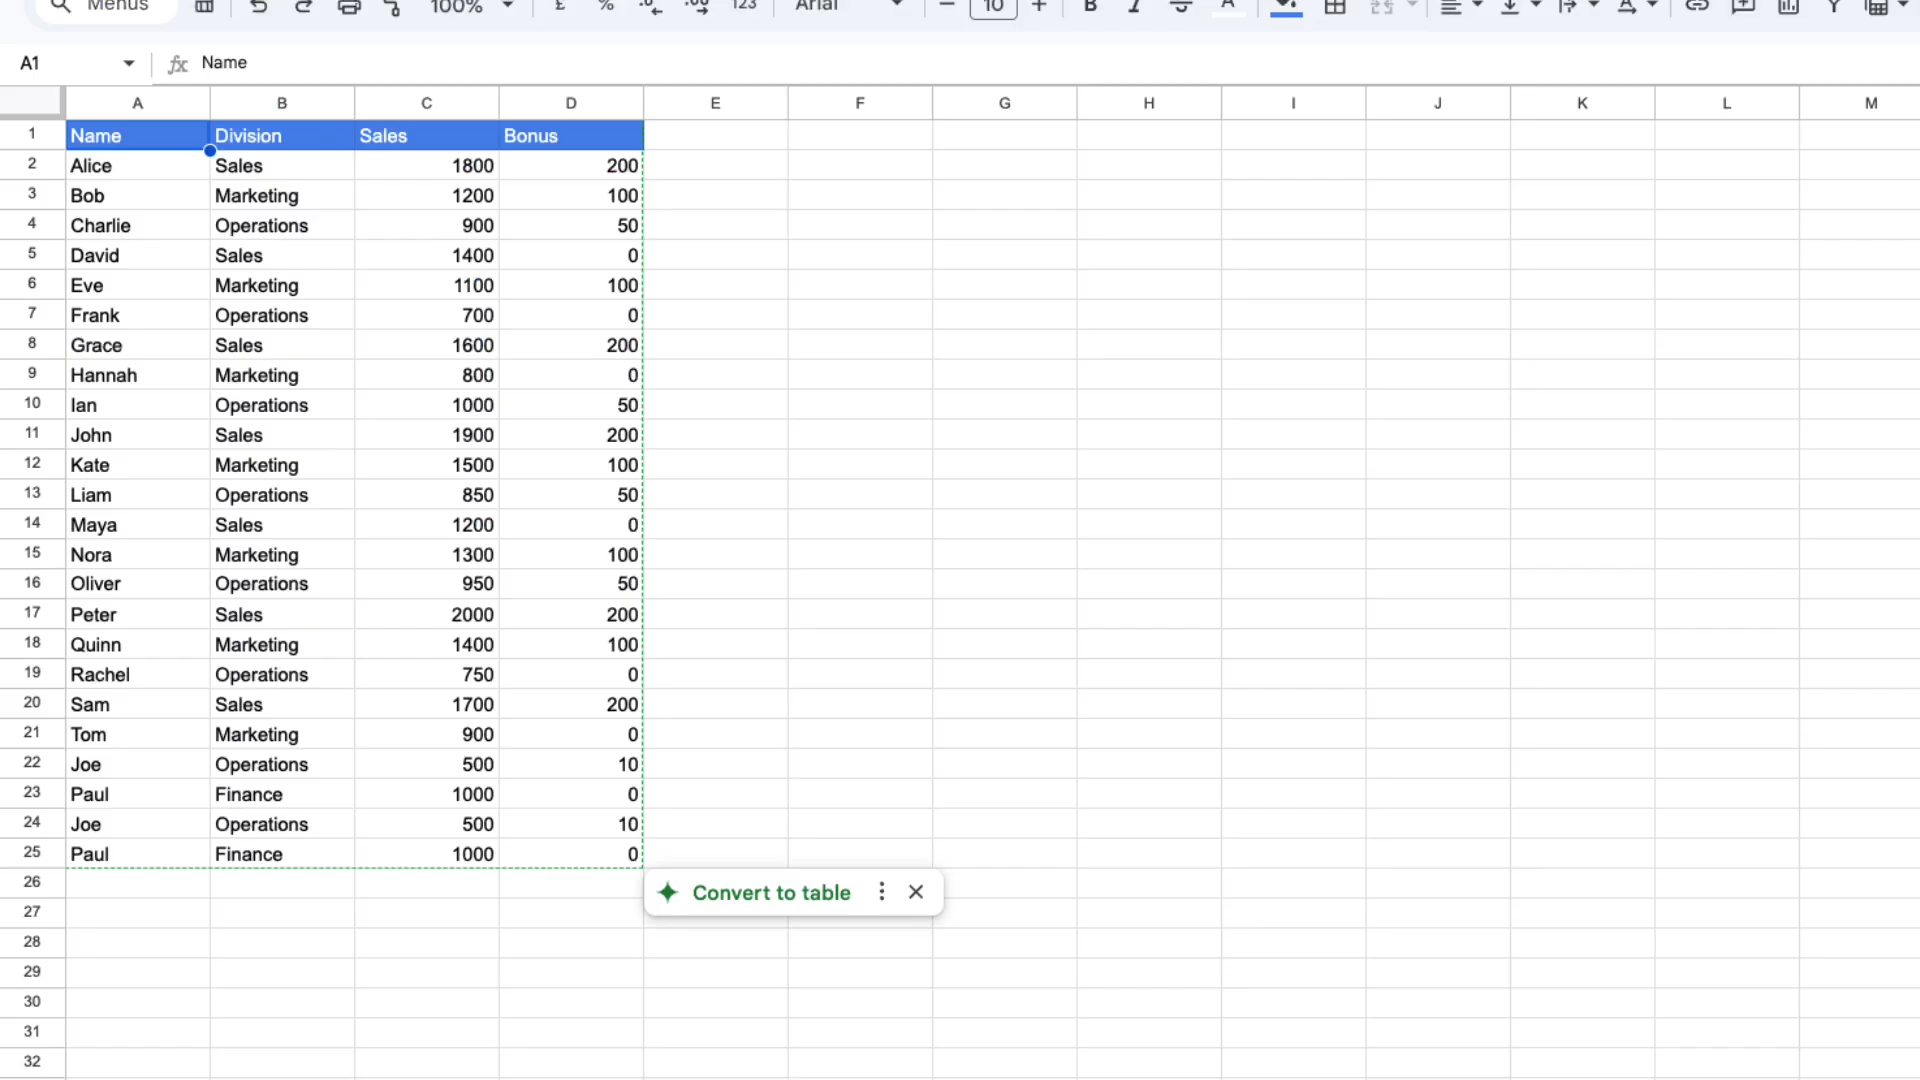 Menus 100% £ % .0 .00 123 Arial 10 B I A
A1 fx Name
A B C D E F G H I J K L M
1 Name Division Sales Bonus
2 Alice Sales 1800 200
3 Bob Marketing 1200 100
4 Charlie Operations 900 50
5 David Sales 1400 0
6 Eve Marketing 1100 100
7 Frank Operations 700 0
8 Grace Sales 1600 200
9 Hannah Marketing 800 0
10 Ian Operations 1000 50
11 John Sales 1900 200
12 Kate Marketing 1500 100
13 Liam Operations 850 50
14 Maya Sales 1200 0
15 Nora Marketing 1300 100
16 Oliver Operations 950 50
17 Peter Sales 2000 200
18 Quinn Marketing 1400 100
19 Rachel Operations 750 0
20 Sam Sales 1700 200
21 Tom Marketing 900 0
22 Joe Operations 500 10
23 Paul Finance 1000 0
24 Joe Operations 500 10
25 Paul Finance 1000 0
26 Convert to table
27
28
29
30
31
32